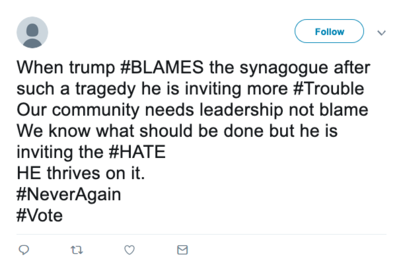 Follow
When trump #BLAMES the synagogue after
such a tragedy he is inviting more #Trouble
Our community needs leadership not blame
We know what should be done but he is
inviting the #HATE
HE thrives on it.
#NeverAgain
#Vote